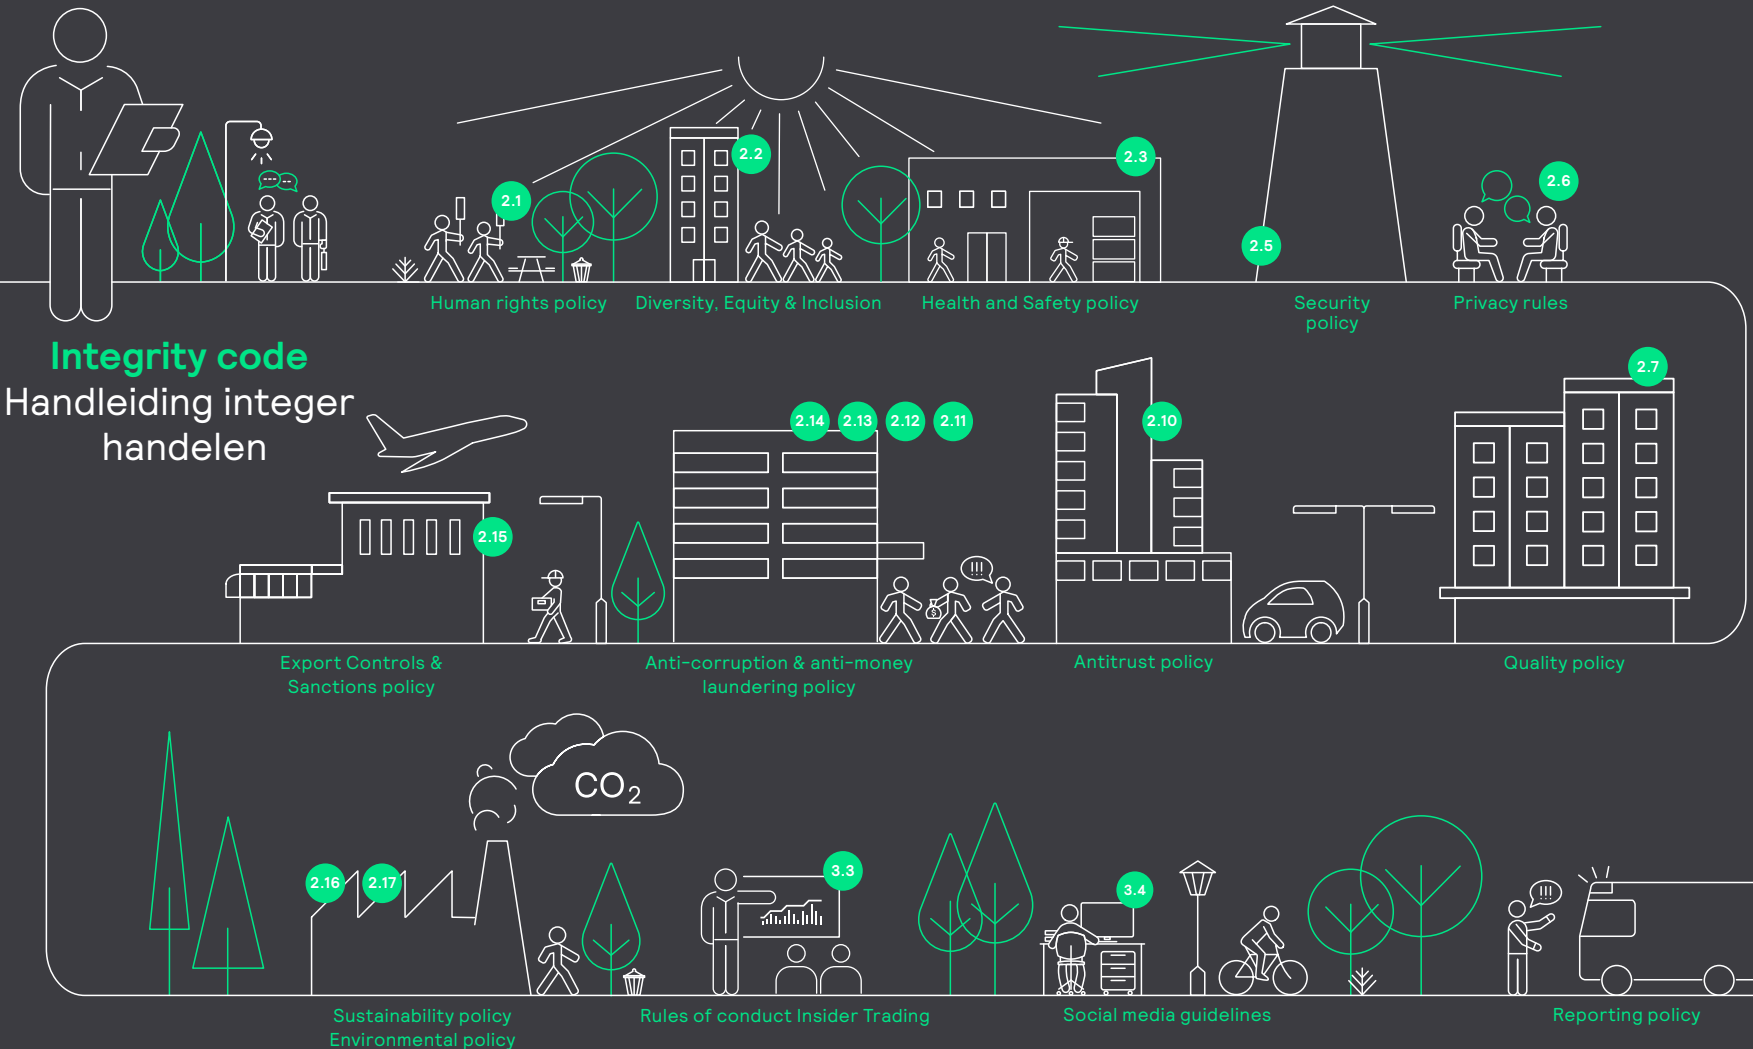 2.1
2.2
2.3
2.5
2.6
Human rights policy
Diversity, Equity & Inclusion
Health and Safety policy
Security
policy
Privacy rules
Integrity code
Handleiding integer
handelen
2.15
2.14
2.13
2.12
2.11
!!!
$
2.10
2.7
Export Controls &
Sanctions policy
Anti-corruption & anti-money
laundering policy
Antitrust policy
Quality policy
CO2
2.16
2.17
3.3
3.4
!!!
Sustainability policy
Environmental policy
Rules of conduct Insider Trading
Social media guidelines
Reporting policy